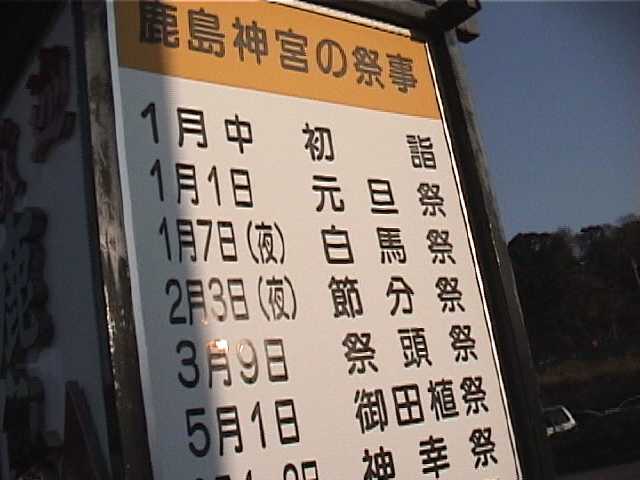 鹿島神宮の祭事
1月中 初詣
1月1日 元旦祭
1月7日(夜) 白馬祭
2月3日(夜) 節分祭
3月9日 祭頭祭
5月1日 御田植祭
神幸祭